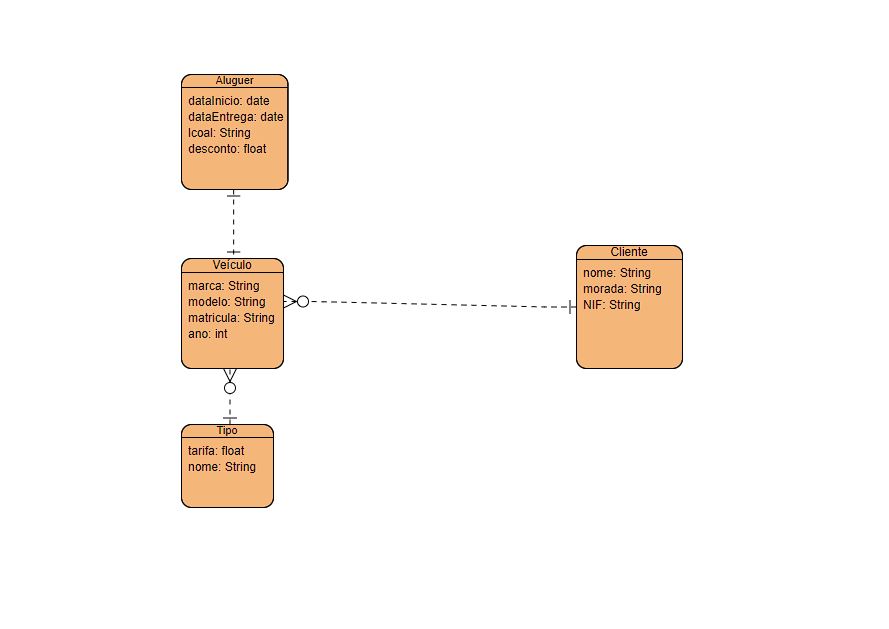 Aluguer
dataInicio: date
dataEntrega: date
lcoal: String
desconto: float
Veículo
marca: String
modelo: String
matricula: String
ano: int
Cliente
nome: String
morada: String
NIF: String
Tipo
tarifa: float
nome: String